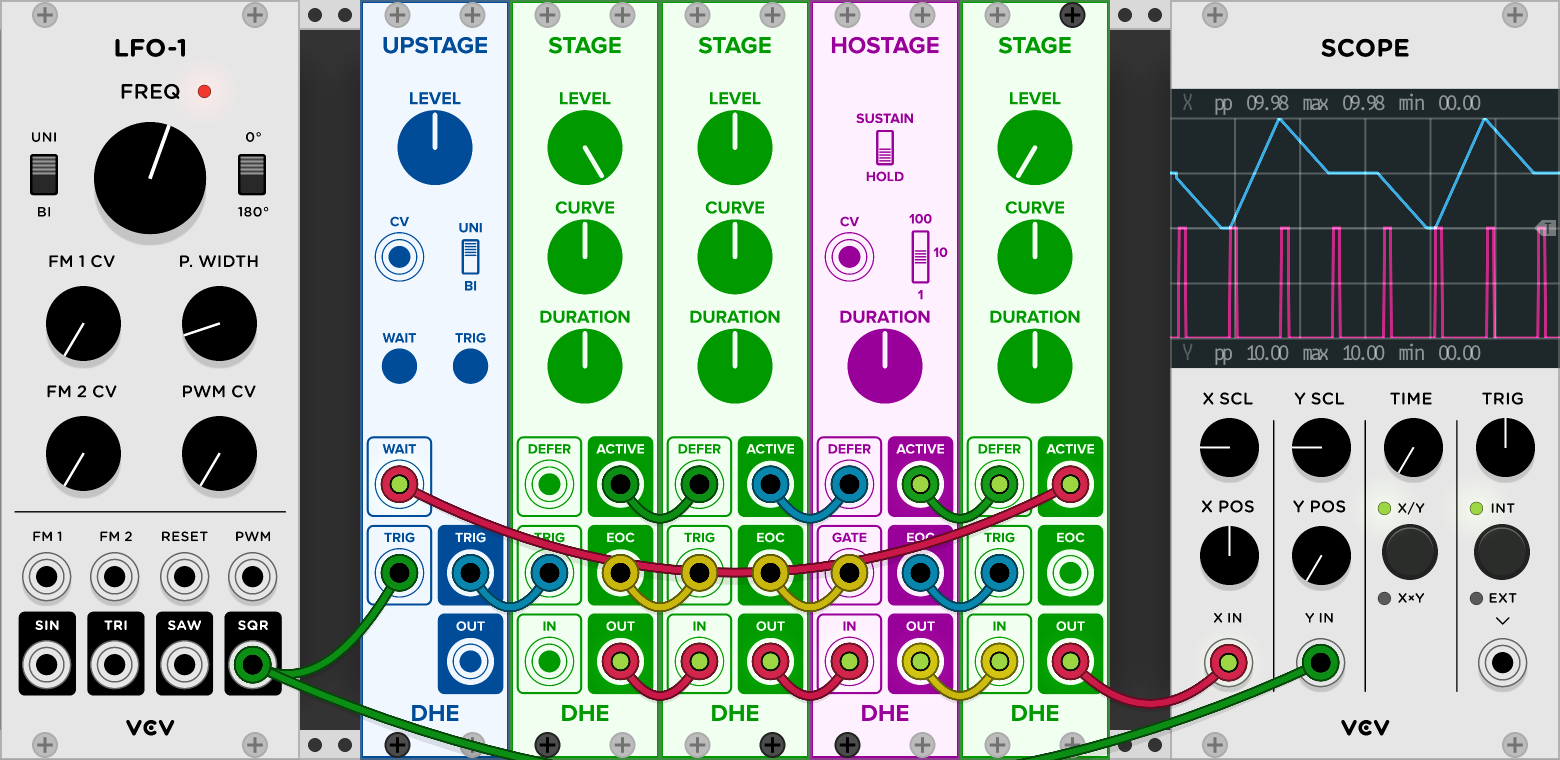 LFO-1
FREQ
UNI
0°
BI
180°
FM 1 CV
P. WIDTH
FM 2 CV
PWM CV
FM 1
FM 2
RESET
PWM
SIN
TRI
SAW
SQR
VCV
UPSTAGE
LEVEL
CV
UNI
BI
WAIT
TRIG
WAIT
TRIG
TRIG
OUT
DHE
STAGE
LEVEL
CURVE
DURATION
DEFER
ACTIVE
TRIG
EOC
IN
OUT
DHE
STAGE
LEVEL
CURVE
DURATION
DEFER
ACTIVE
TRIG
EOC
IN
OUT
DHE
HOSTAGE
SUSTAIN
HOLD
CV
100
10
1
DURATION
DEFER
ACTIVE
GATE
EOC
IN
OUT
DHE
STAGE
LEVEL
CURVE
DURATION
DEFER
ACTIVE
TRIG
EOC
IN
OUT
DHE
SCOPE
X pp 09.98 max 09.98 min 00.00
T
Y pp 10.00 max 10.00 min 00.00
X SCL
Y SCL
TIME
TRIG
X POS
Y POS
X/Y
INT
X×Y
EXT
X IN
Y IN
VCV